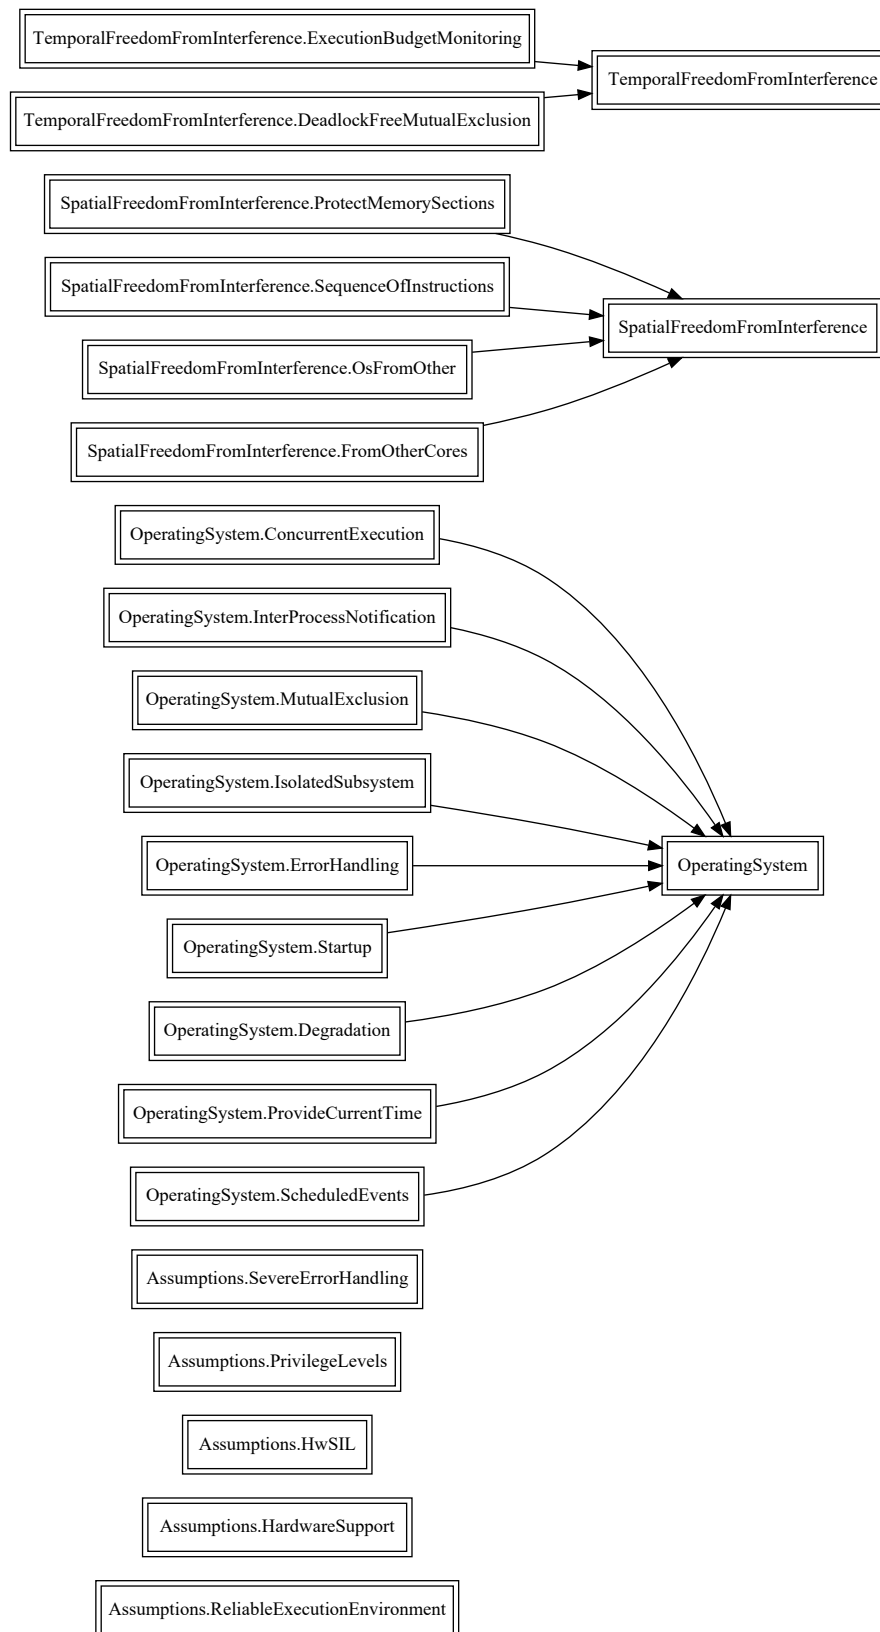 TemporalFreedomFromInterference.ExecutionBudgetMonitoring
TemporalFreedomFromInterference
TemporalFreedomFromInterference.DeadlockFreeMutualExclusion
SpatialFreedomFromInterference.ProtectMemorySections
SpatialFreedomFromInterference.SequenceOfInstructions
SpatialFreedomFromInterference
SpatialFreedomFromInterference.OsFromOther
SpatialFreedomFromInterference.FromOtherCores
OperatingSystem.ConcurrentExecution
OperatingSystem.InterProcessNotification
OperatingSystem.MutualExclusion
OperatingSystem.IsolatedSubsystem
OperatingSystem.ErrorHandling
OperatingSystem
OperatingSystem.Startup
OperatingSystem.Degradation
OperatingSystem.ProvideCurrentTime
OperatingSystem.ScheduledEvents
Assumptions.SevereErrorHandling
Assumptions.PrivilegeLevels
Assumptions.HwSIL
Assumptions.HardwareSupport
Assumptions.ReliableExecutionEnvironment